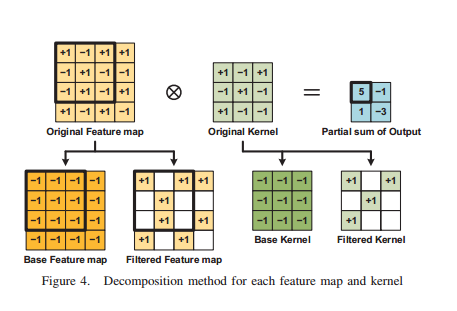 +1 −1 +1 +1
−1 +1 −1 −1
−1 +1 −1 +1
+1 −1 +1 −1
Original Feature map
⊗
+1 −1 +1
−1 +1 −1
+1 −1 −1
Original Kernel
=
5 −1
1 −3
Partial sum of Output
−1 −1 −1 −1
−1 −1 −1 −1
−1 −1 −1 −1
−1 −1 −1 −1
Base Feature map
+1 +1 +1
+1
+1 +1
+1 +1
Filtered Feature map
−1 −1 −1
−1 −1 −1
−1 −1 −1
Base Kernel
+1 +1
+1
+1
Filtered Kernel
Figure 4. Decomposition method for each feature map and kernel